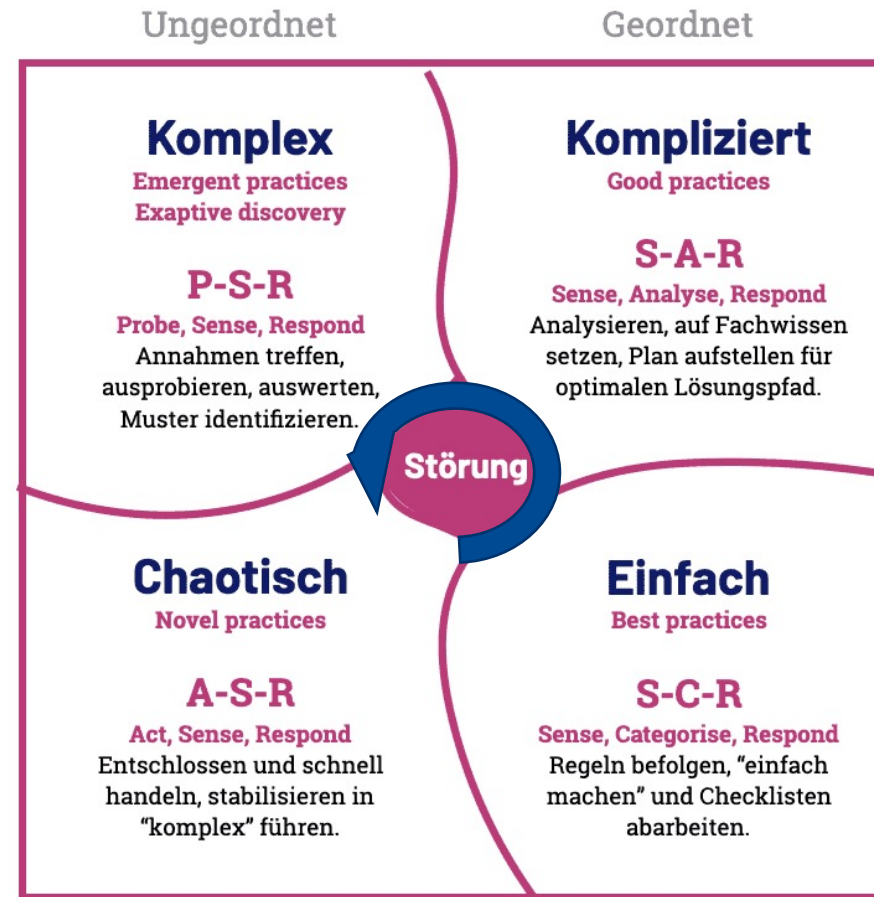 Ungeordnet
Geordnet
Komplex
Emergent practices
Exaptive discovery
P-S-R
Probe, Sense, Respond
Annahmen treffen,
ausprobieren, auswerten,
Muster identifizieren.
Kompliziert
Good practices
S-A-R
Sense, Analyse, Respond
Analysieren, auf Fachwissen
setzen, Plan aufstellen für
optimalen Lösungspfad.
Störung
Chaotisch
Novel practices
A-S-R
Act, Sense, Respond
Entschlossen und schnell
handeln, stabilisieren in
“komplex” führen.
Einfach
Best practices
S-C-R
Sense, Categorise, Respond
Regeln befolgen, “einfach
machen” und Checklisten
abarbeiten.